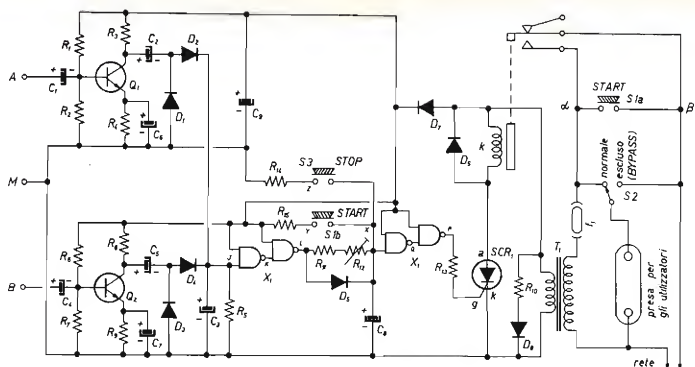 R1
R3
C2
D2
A
C1
Q1
D1
R2
R4
C6
C9
M
R14
S3
STOP
Z
R15
START
Y
S1b
X
R6
R8
C5
D4
J
K
L
R11
R12
X1
D5
B
C4
Q2
D3
R7
R9
C7
C3
R5
C8
D7
D5
k
Q
P
X1
R13
a
SCR1
g
k
R10
D8
T1
α
START
S1a
β
normale
escluso
(BYPASS)
S2
f1
presa per
gli utilizzatori
rete